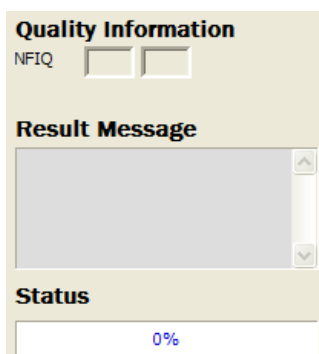 Quality Information
NFIQ
Result Message
Status
0%